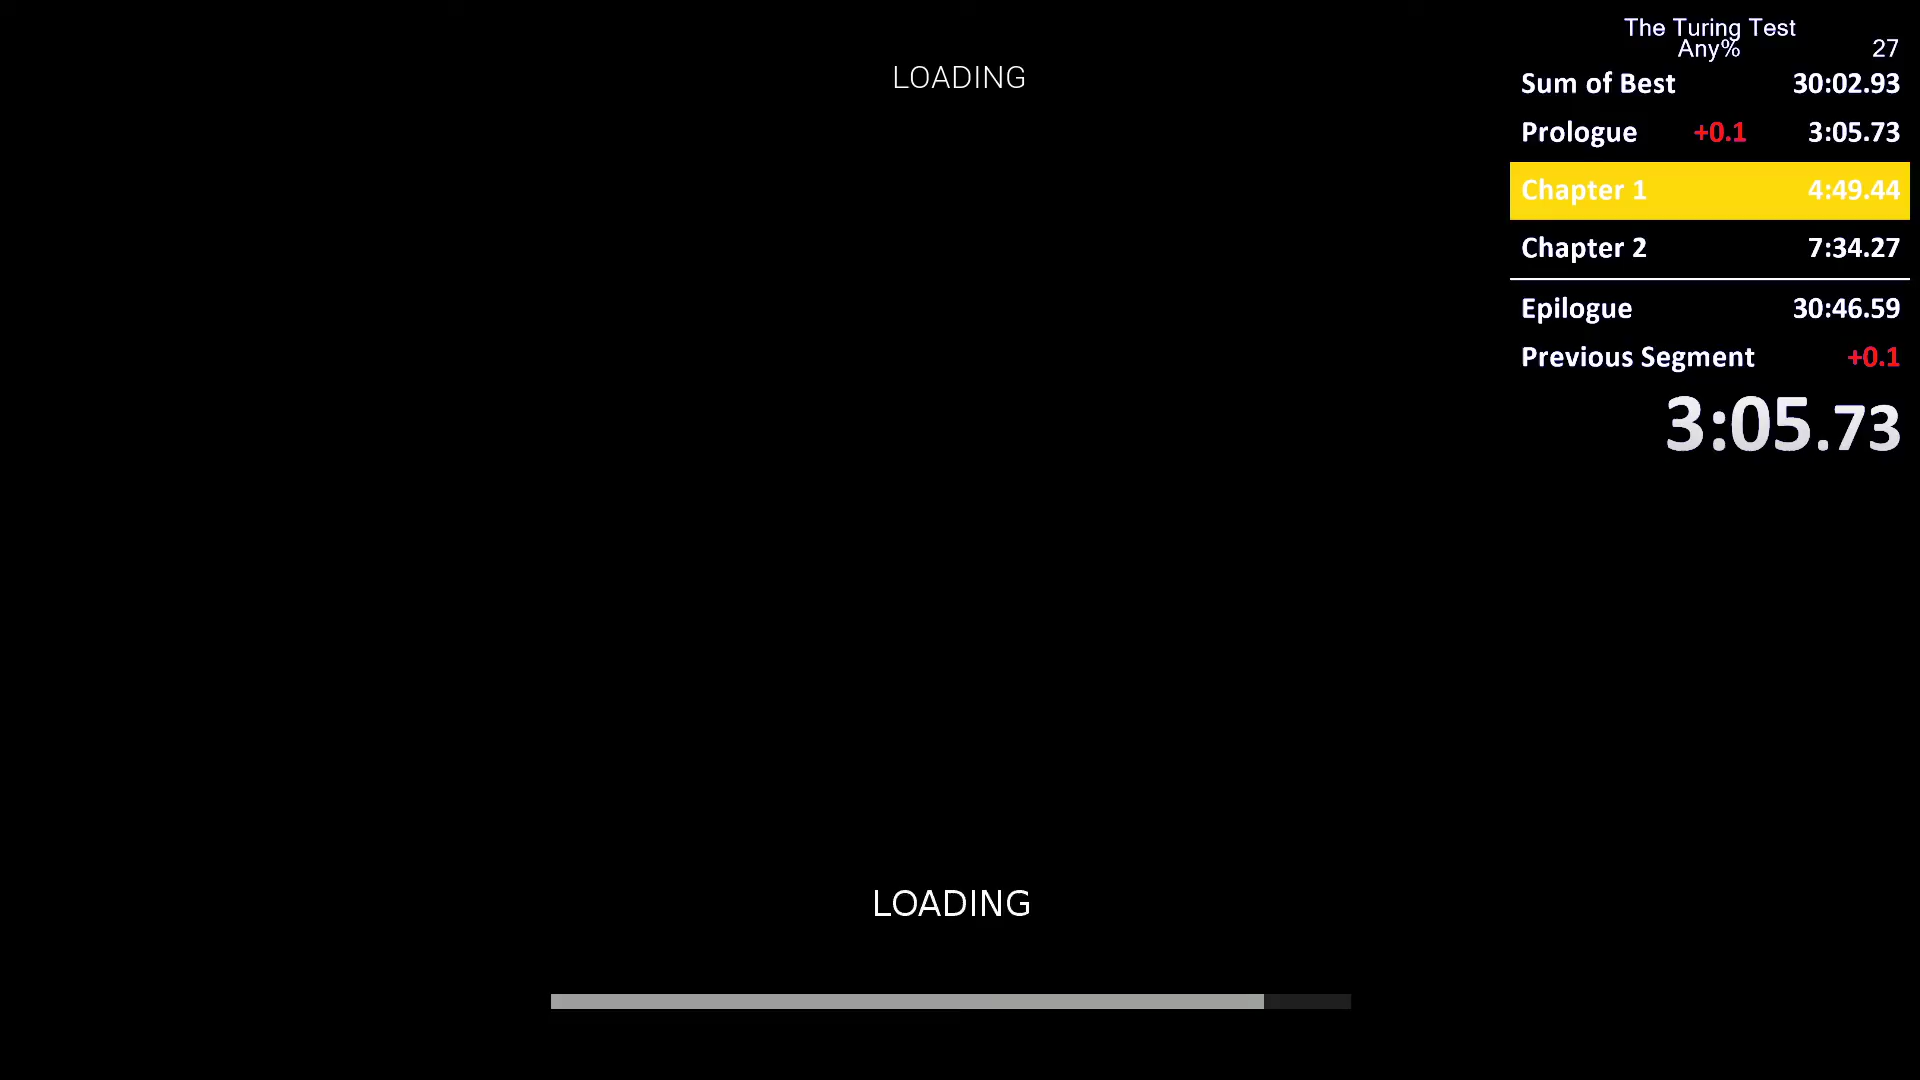 LOADING
The Turing Test
Any% 27
Sum of Best 30:02.93
Prologue +0.1 3:05.73
Chapter 1 4:49.44
Chapter 2 7:34.27
Epilogue 30:46.59
Previous Segment +0.1
3:05.73
LOADING